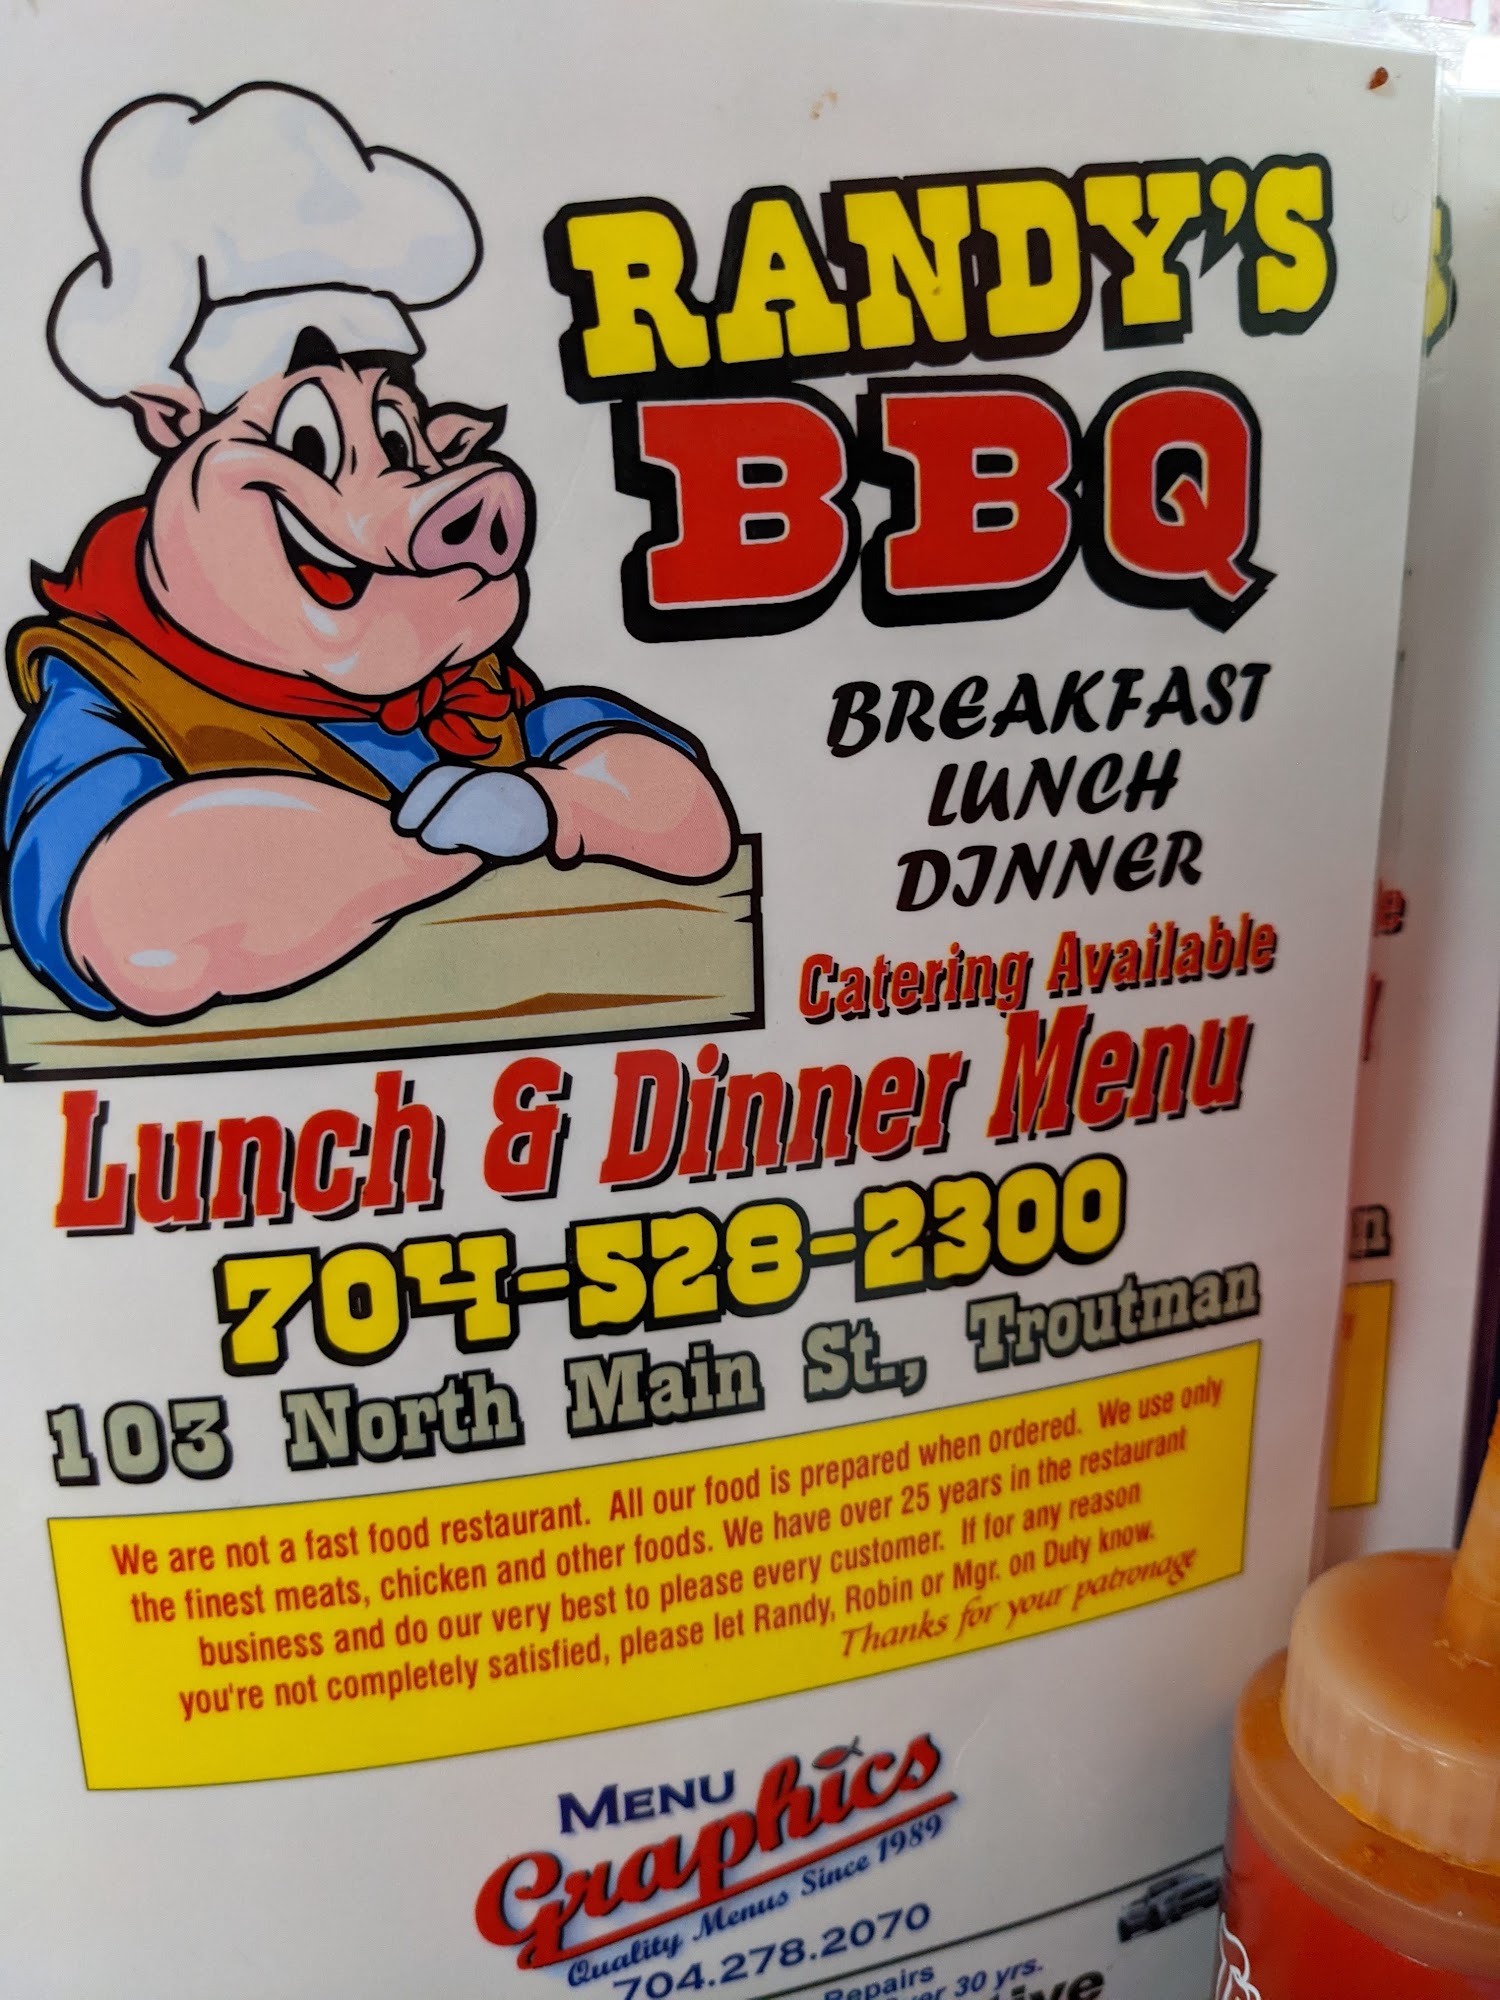 RANDY'S
BBQ
BREAKFAST
LUNCH
DINNER
Catering Available
Lunch & Dinner Menu
704-528-2300
103 North Main St., Troutman
We are not a fast food restaurant. All our food is prepared when ordered. We use only
the finest meats, chicken and other foods. We have over 25 years in the restaurant
business and do our very best to please every customer. If for any reason
you're not completely satisfied, please let Randy, Robin or Mgr. on Duty know.
Thanks for your patronage
MENU
Graphics
Quality Menus Since 1989
704.278.2070
Repairs
30 yrs.